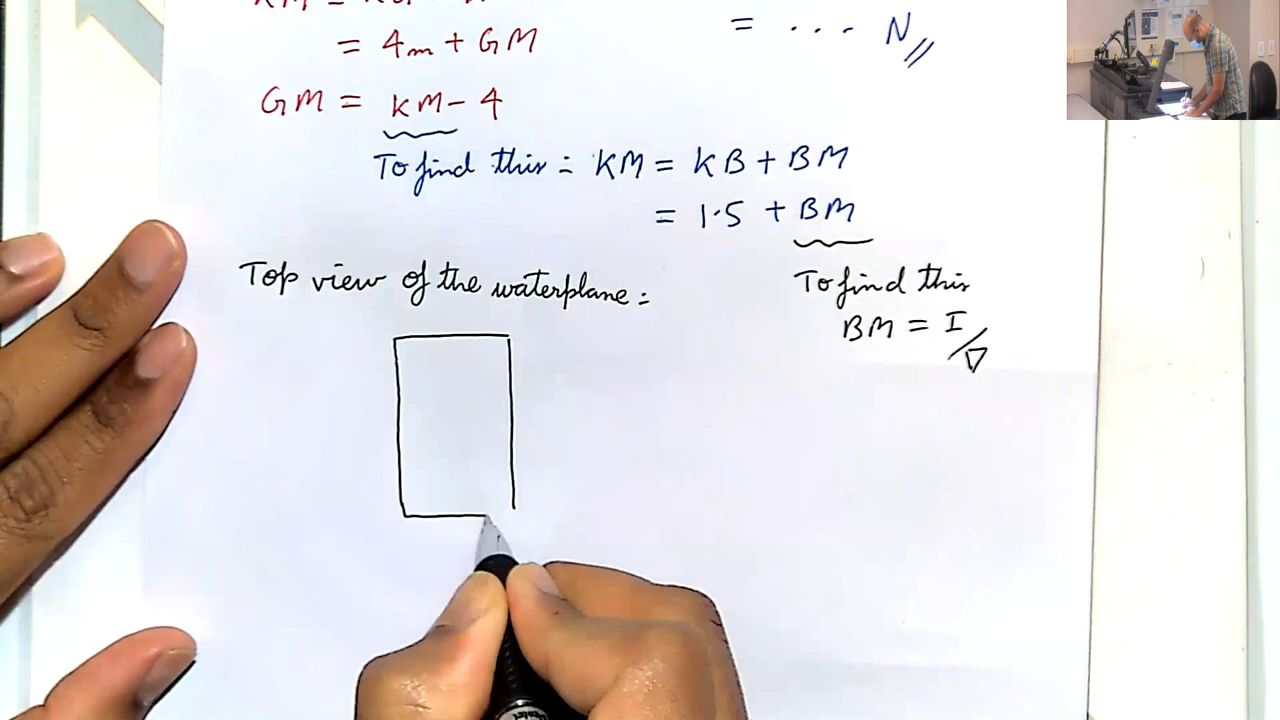 = 4m + GM
= ... N
GM = KM - 4
To find this = KM = KB + BM
= 1.5 + BM
Top view of the waterplane =
To find this
BM = I/∇